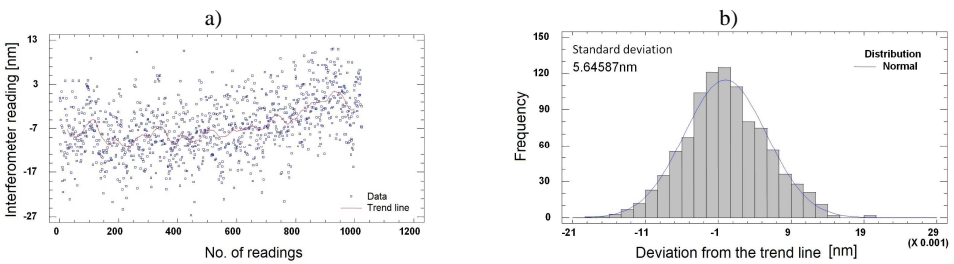 a)
Interferometer reading [nm]
13
3
-7
-17
-27
0 200 400 600 800 1000 1200
No. of readings
Data
Trend line
b)
Frequency
150
120
90
60
30
0
Standard deviation
5.64587nm
Distribution
Normal
-21 -11 -1 9 19 29
(X 0.001)
Deviation from the trend line [nm]